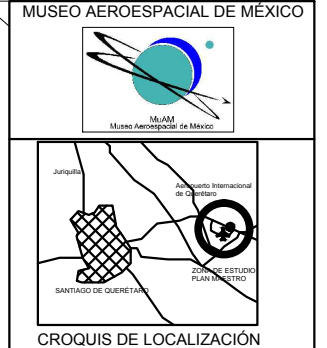 MUSEO AEROESPACIAL DE MÉXICO
MuAM
Museo Aeroespacial de México
Juriquilla
Aeropuerto Internacional
de Querétaro
ZONA DE ESTUDIO
PLAN MAESTRO
SANTIAGO DE QUERÉTARO
CROQUIS DE LOCALIZACIÓN